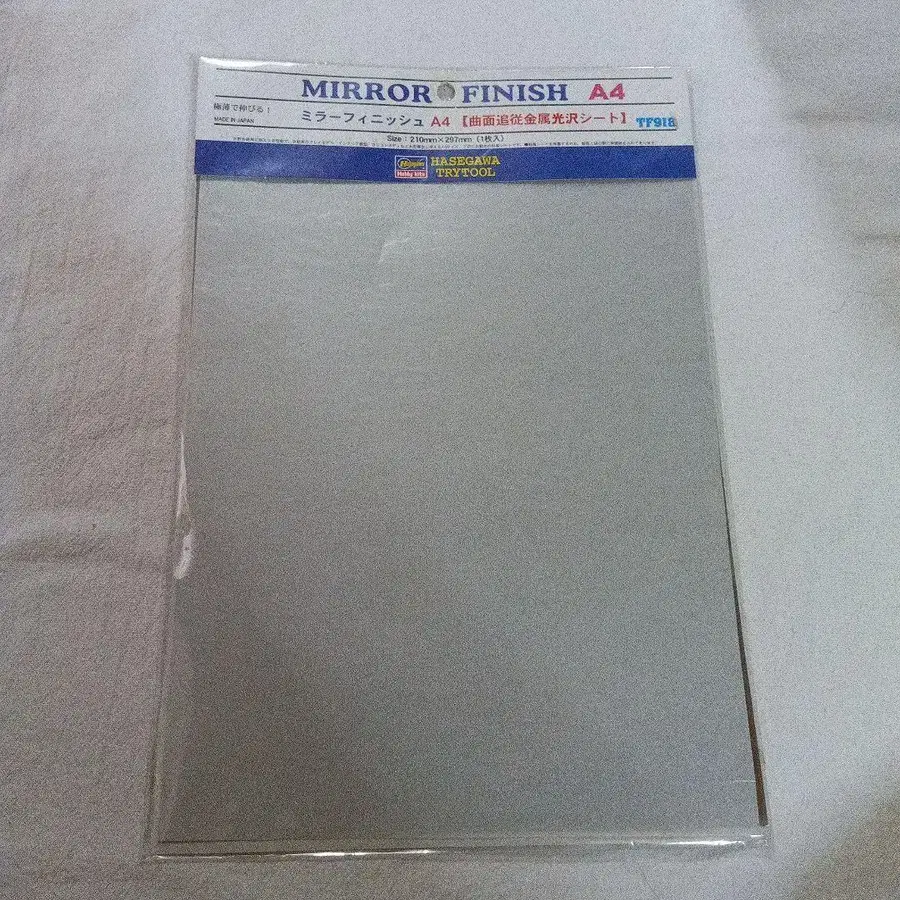 MIRROR FINISH A4
極薄で伸びる!
MADE IN JAPAN
ミラーフィニッシュ A4 【曲面追従金属光沢シート】 TF918
Size : 210mm×297mm (1枚入)
Hasegawa
Hobby kits
HASEGAWA
TRYTOOL